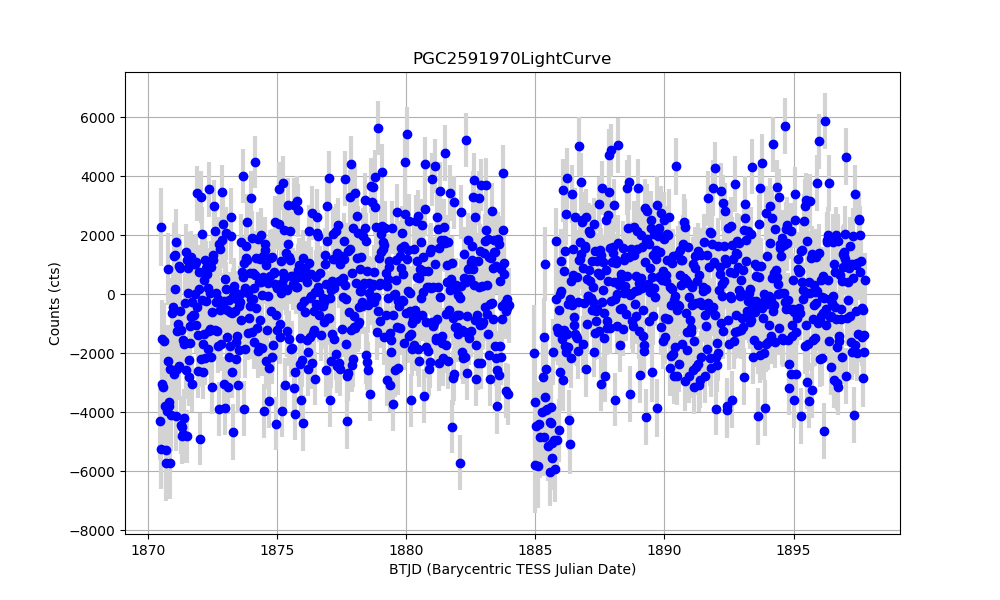 PGC2591970LightCurve
6000
4000
2000
0
−2000
−4000
−6000
−8000
Counts (cts)
1870 1875 1880 1885 1890 1895
BTJD (Barycentric TESS Julian Date)